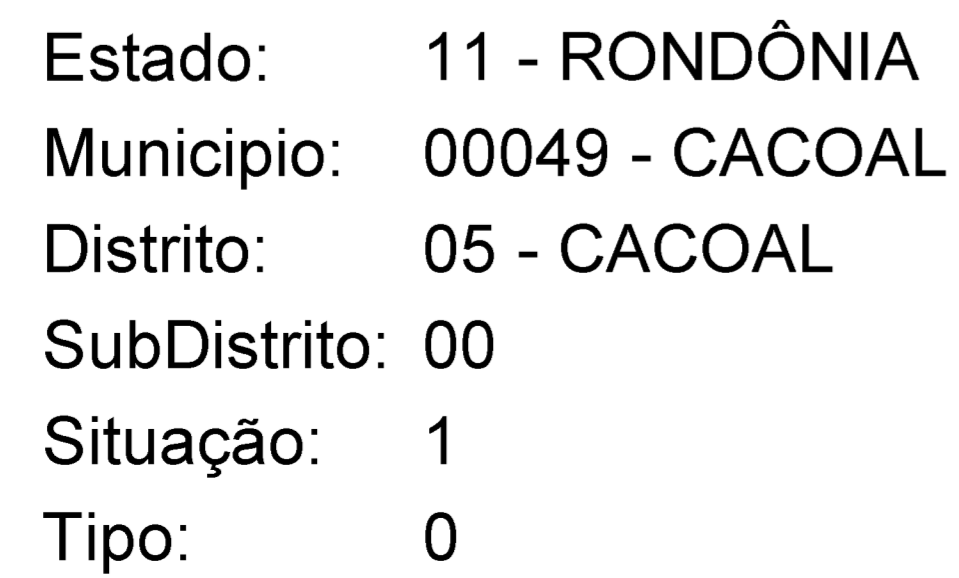 Estado: 11 - RONDÔNIA
Municipio: 00049 - CACOAL
Distrito: 05 - CACOAL
SubDistrito: 00
Situação: 1
Tipo: 0